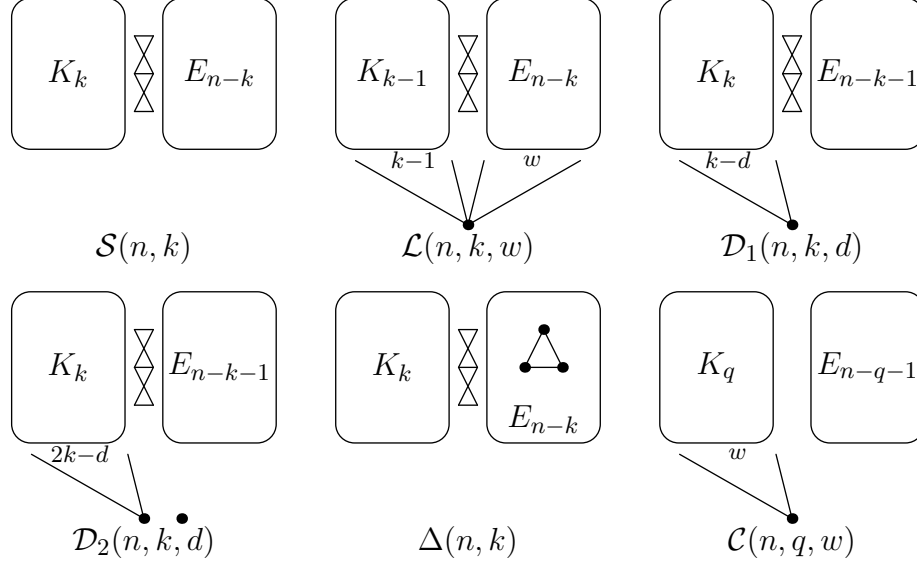 K_k E_{n−k} K_{k−1} E_{n−k} K_k E_{n−k−1}
k−1 w k−d
S(n, k) L(n, k, w) D_1(n, k, d)
K_k E_{n−k−1} K_k E_{n−k} K_q E_{n−q−1}
2k−d w
D_2(n, k, d) Δ(n, k) C(n, q, w)